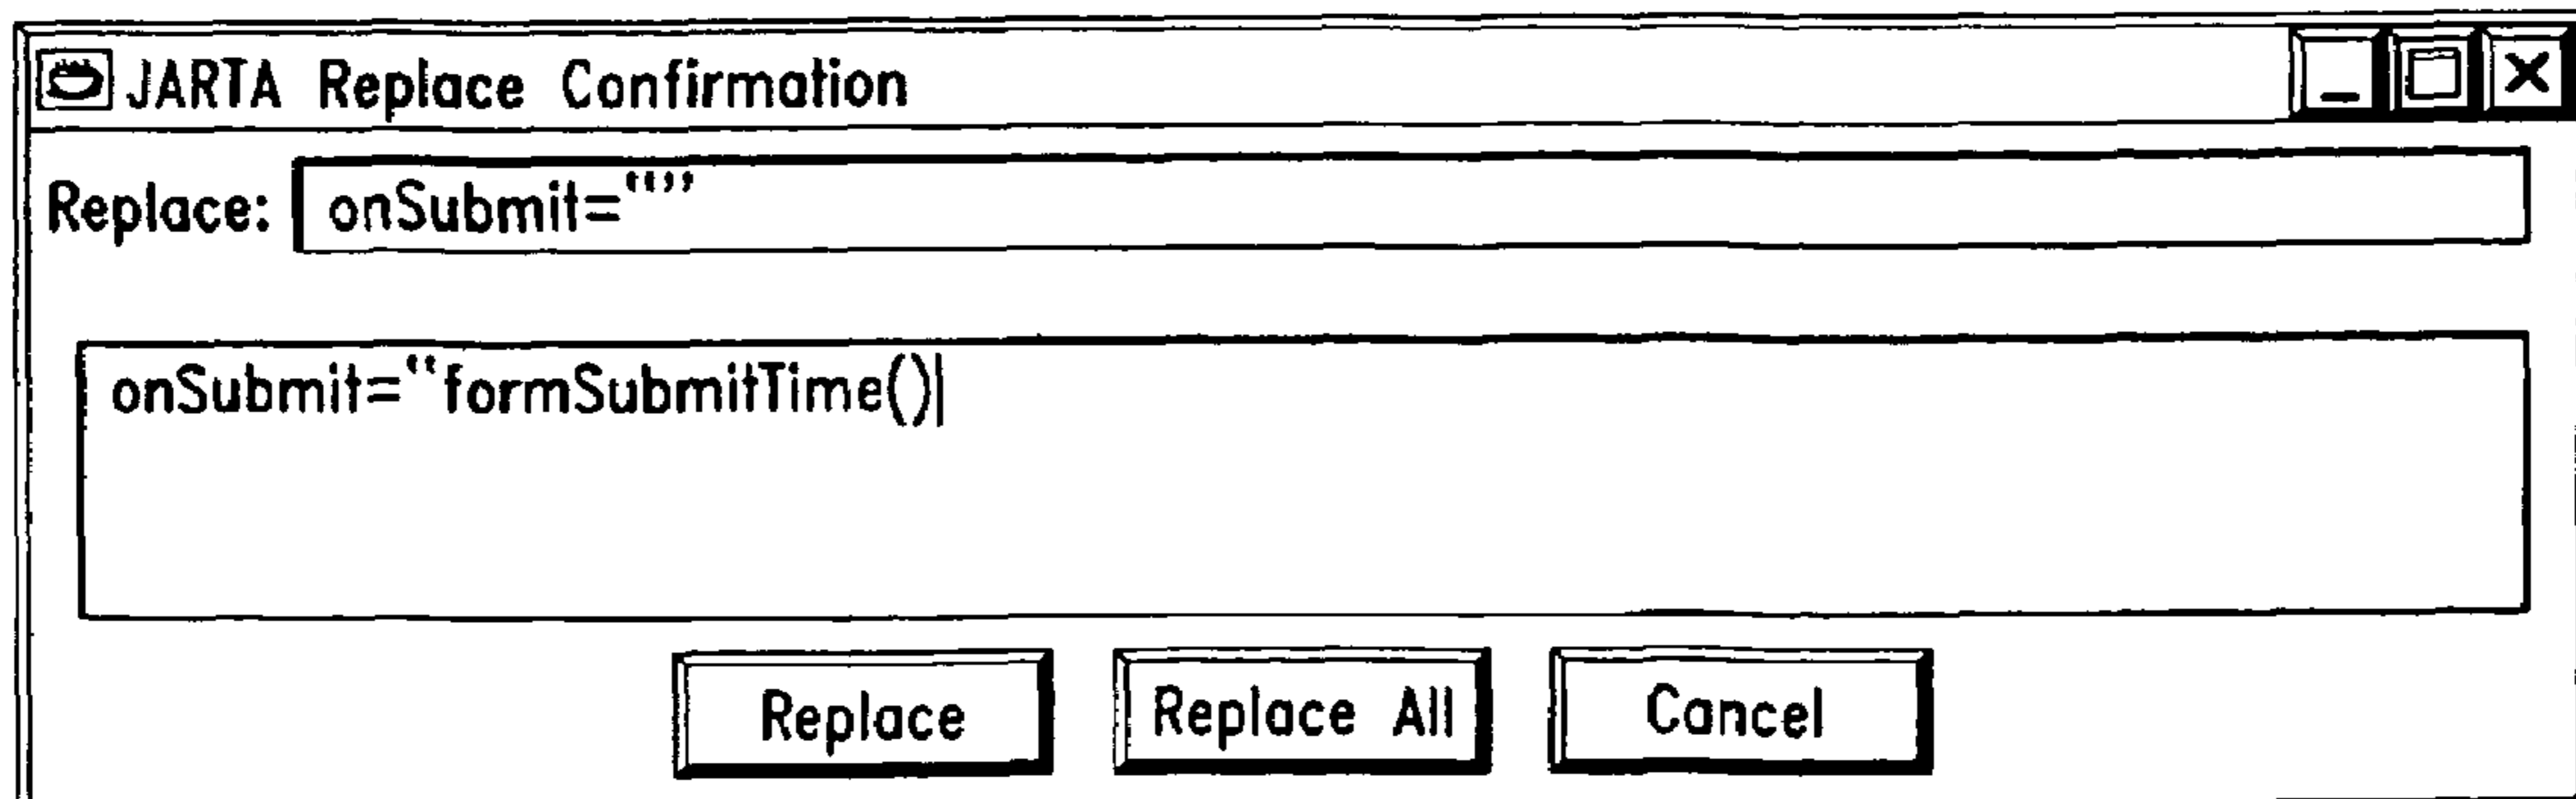 JARTA Replace Confirmation
Replace: onSubmit=“”
onSubmit=“formSubmitTime()
Replace Replace All Cancel